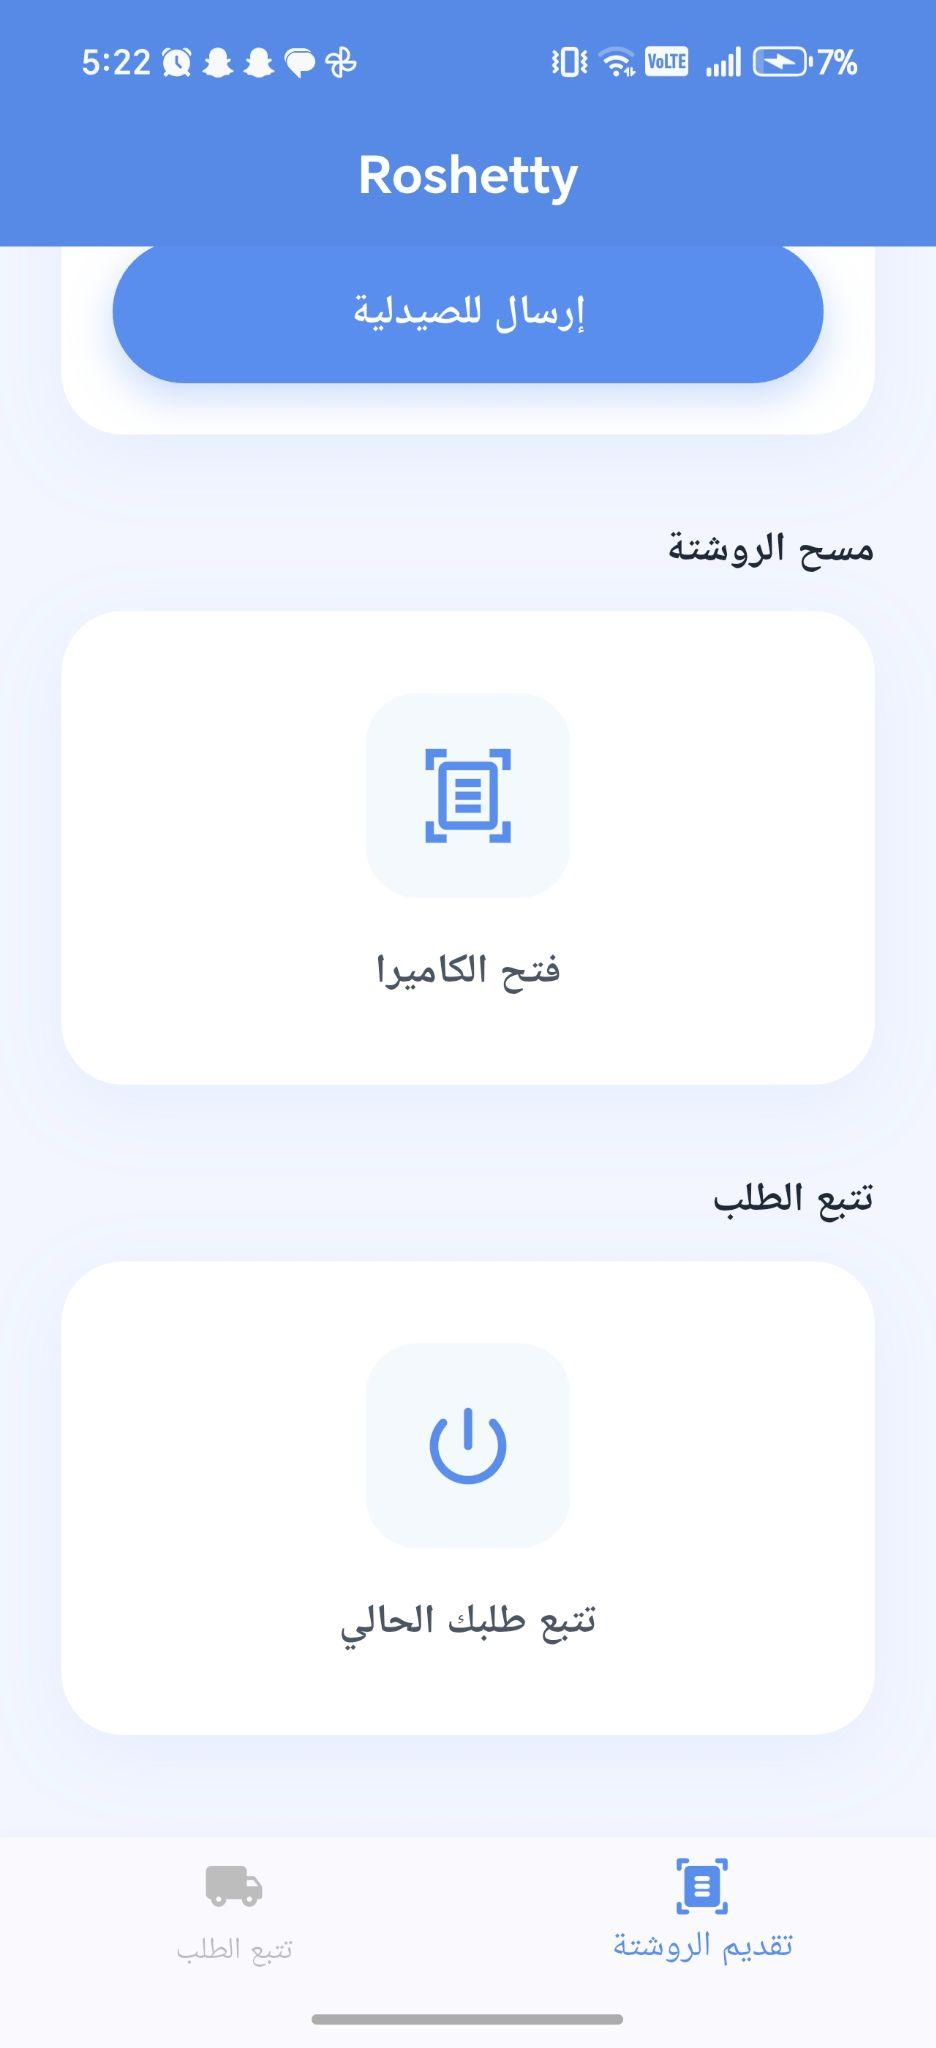 5:22
VoLTE
7%
Roshetty
إرسال للصيدلية
مسح الروشتة
فتح الكاميرا
تتبع الطلب
تتبع طلبك الحالي
تقديم الروشتة
تتبع الطلب